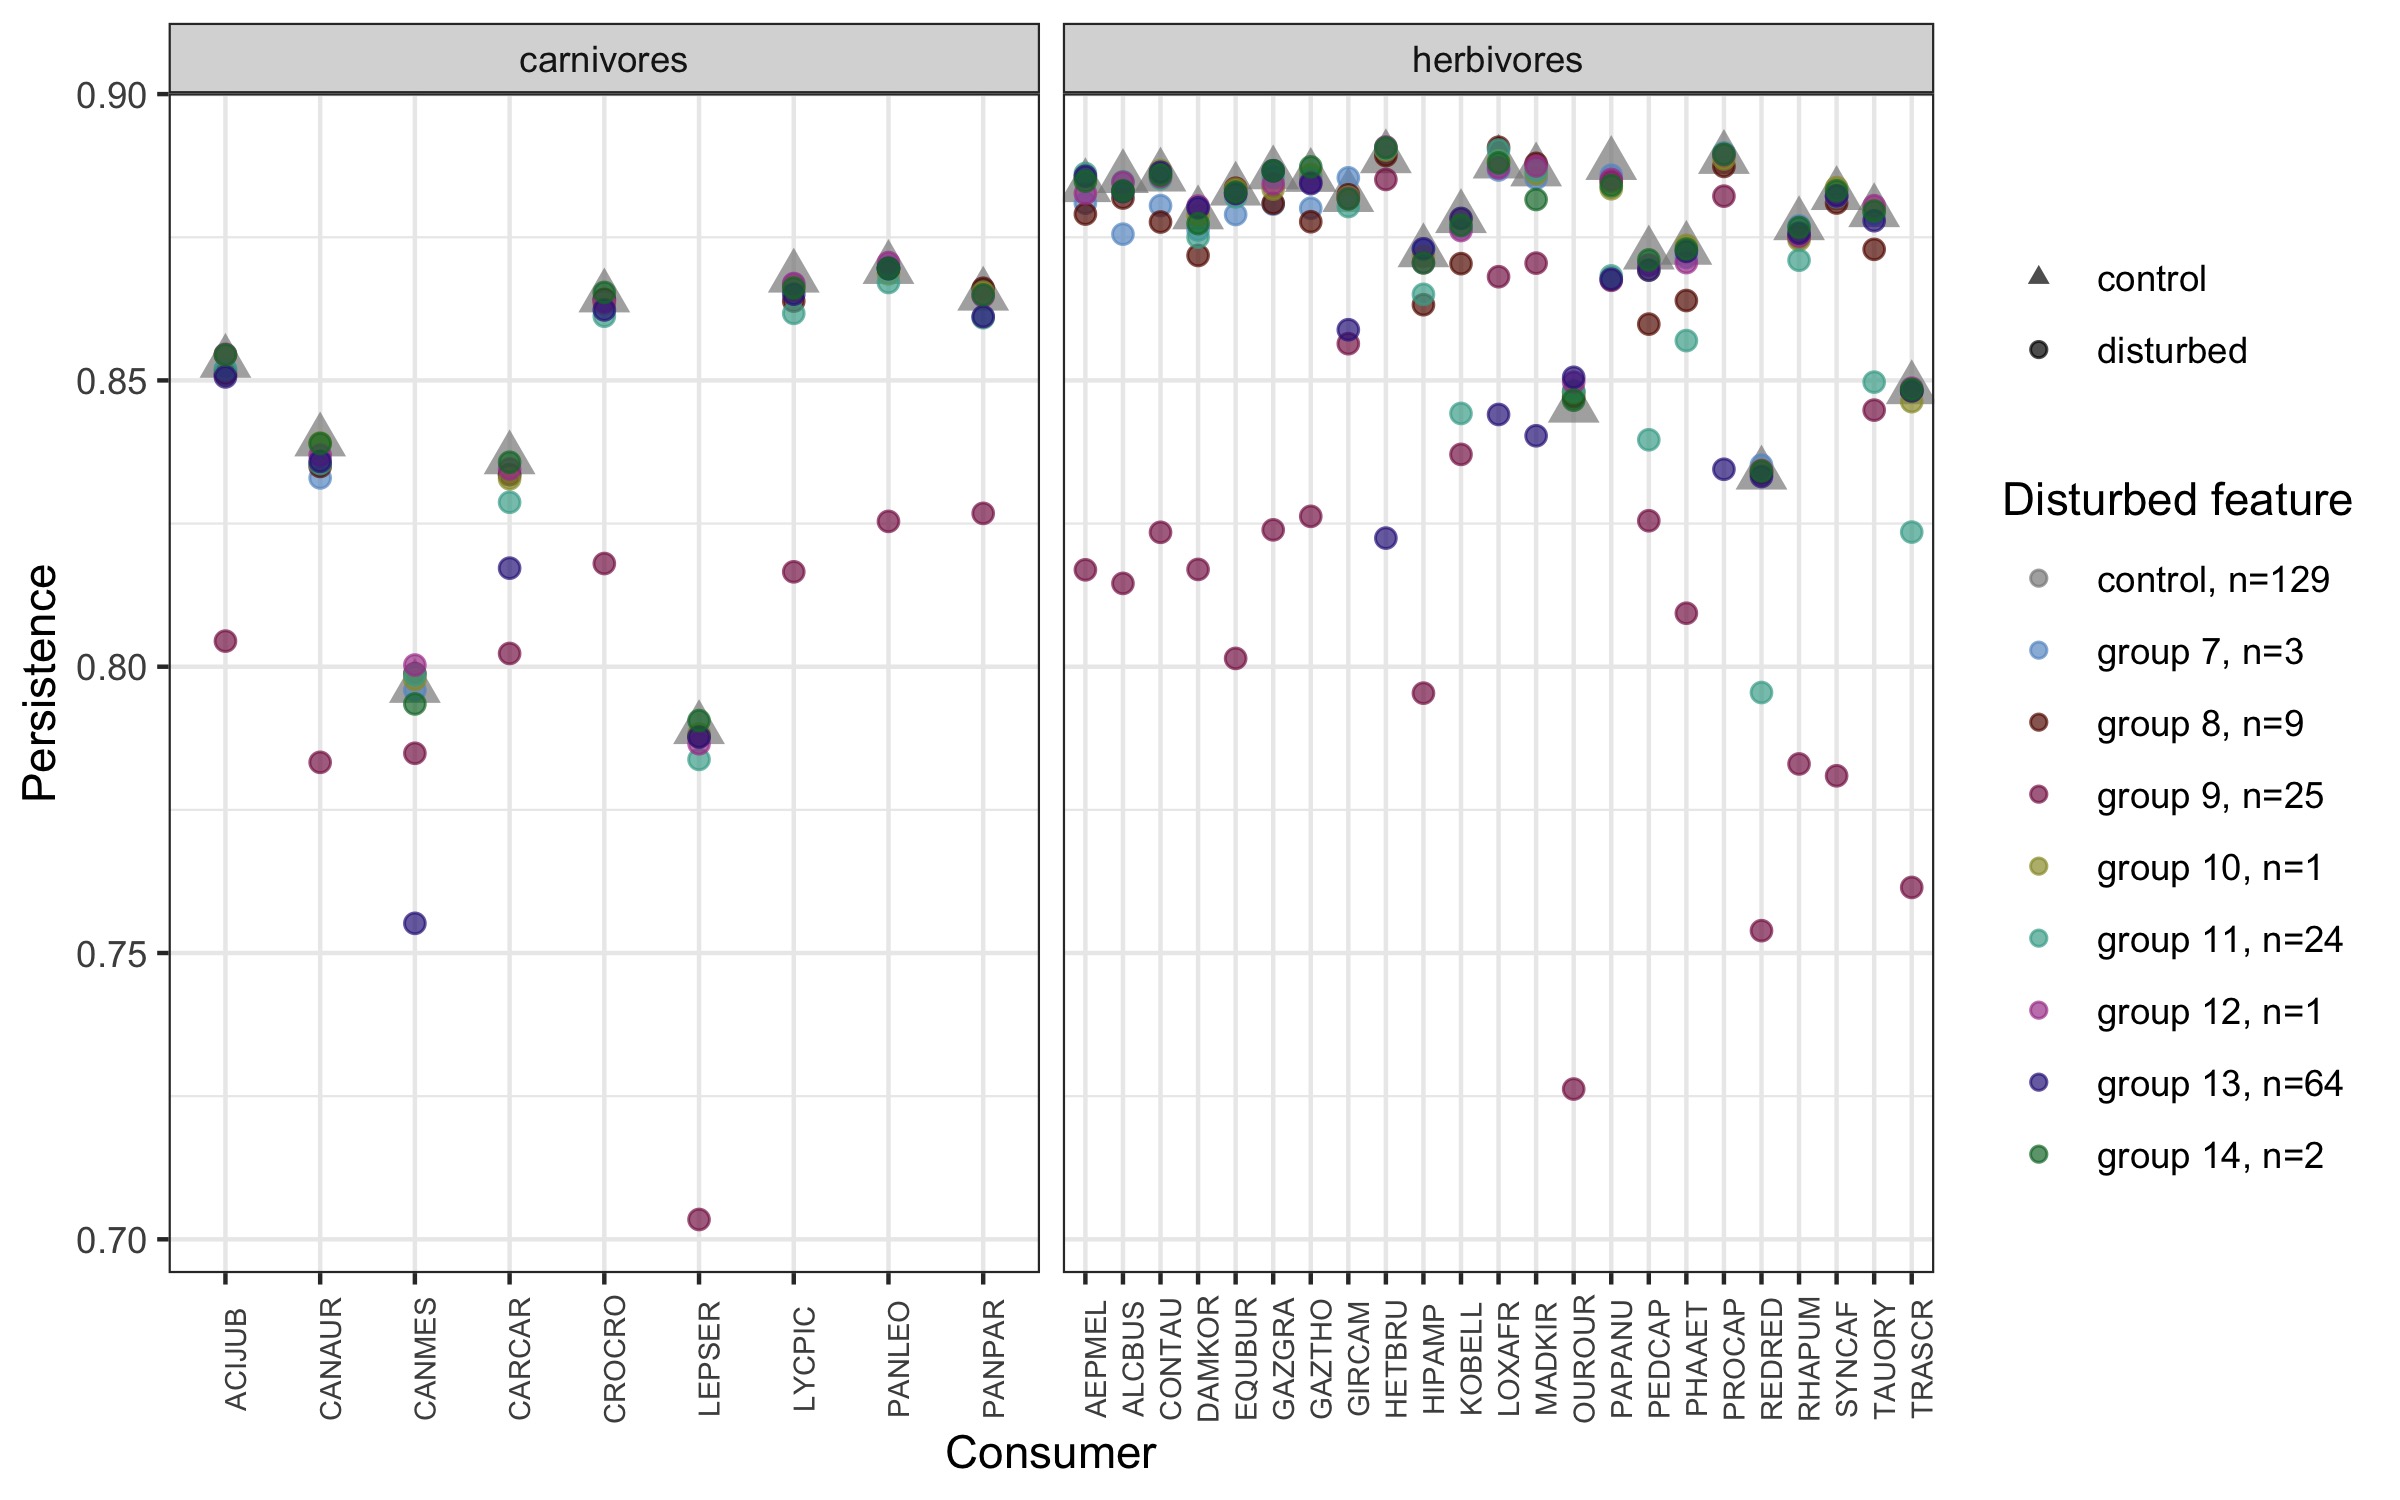 carnivores
herbivores
0.90
0.85
0.80
0.75
0.70
Persistence
ACIJUB
CANAUR
CANMES
CARCAR
CROCRO
LEPSER
LYCPIC
PANLEO
PANPAR
AEPMEL
ALCBUS
CONTAU
DAMKOR
EQUBUR
GAZGRA
GAZTHO
GIRCAM
HETBRU
HIPAMP
KOBELL
LOXAFR
MADKIR
OUROUR
PAPANU
PEDCAP
PHAAET
PROCAP
REDRED
RHAPUM
SYNCAF
TAUORY
TRASCR
Consumer
control
disturbed
Disturbed feature
control, n=129
group 7, n=3
group 8, n=9
group 9, n=25
group 10, n=1
group 11, n=24
group 12, n=1
group 13, n=64
group 14, n=2